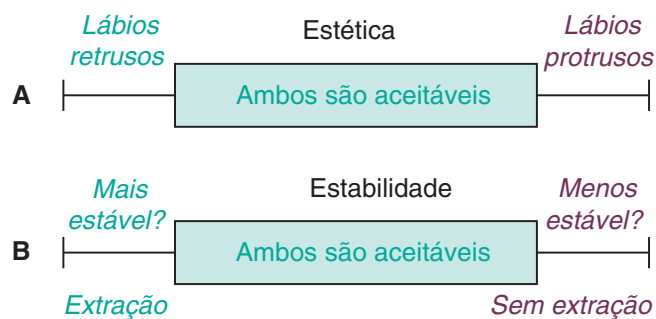 Lábios
retrusos
Estética
Lábios
protrusos
A
Ambos são aceitáveis
Mais
estável?
Estabilidade
Menos
estável?
B
Ambos são aceitáveis
Extração
Sem extração